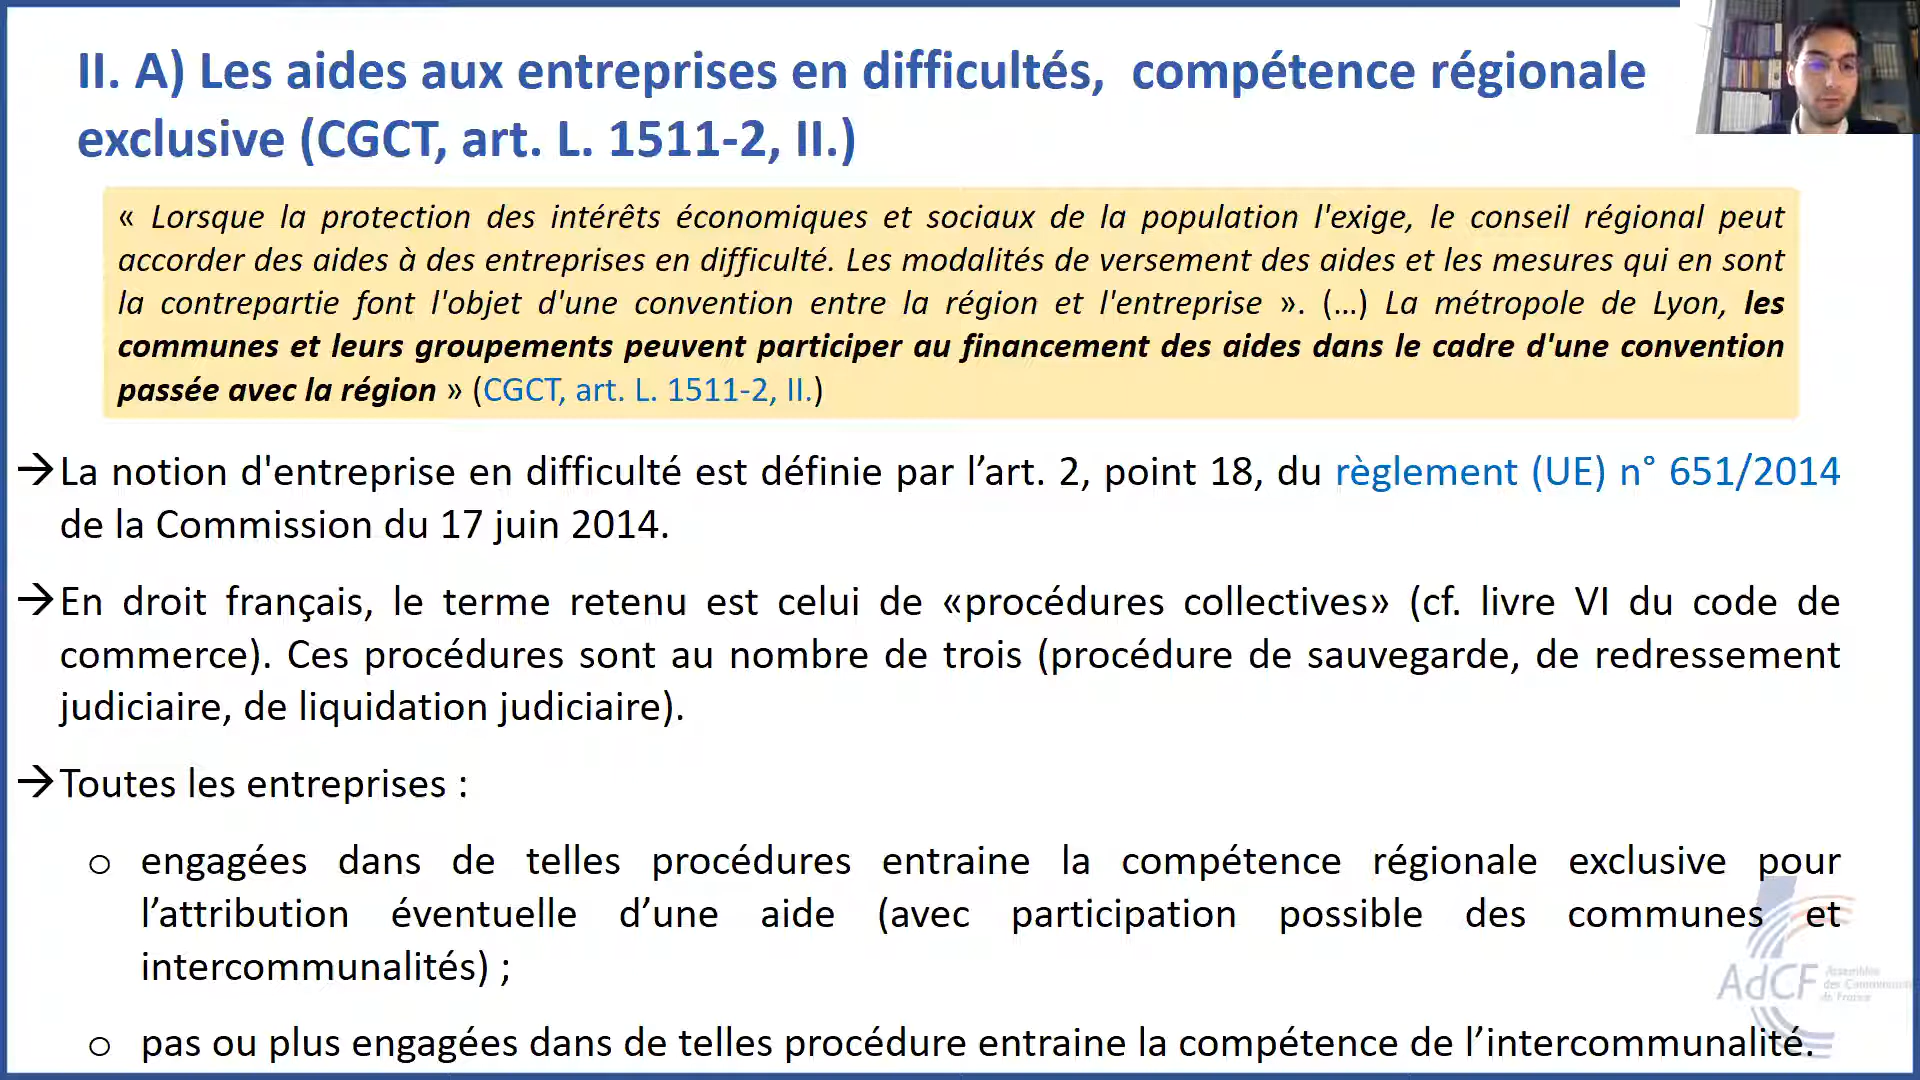 II. A) Les aides aux entreprises en difficultés, compétence régionale
exclusive (CGCT, art. L. 1511-2, II.)
« Lorsque la protection des intérêts économiques et sociaux de la population l'exige, le conseil régional peut
accorder des aides à des entreprises en difficulté. Les modalités de versement des aides et les mesures qui en sont
la contrepartie font l'objet d'une convention entre la région et l'entreprise ». (…) La métropole de Lyon, les
communes et leurs groupements peuvent participer au financement des aides dans le cadre d'une convention
passée avec la région » (CGCT, art. L. 1511-2, II.)
→La notion d'entreprise en difficulté est définie par l’art. 2, point 18, du règlement (UE) n° 651/2014
de la Commission du 17 juin 2014.
→En droit français, le terme retenu est celui de «procédures collectives» (cf. livre VI du code de
commerce). Ces procédures sont au nombre de trois (procédure de sauvegarde, de redressement
judiciaire, de liquidation judiciaire).
→Toutes les entreprises :
o engagées dans de telles procédures entraine la compétence régionale exclusive pour
l’attribution éventuelle d’une aide (avec participation possible des communes et
intercommunalités) ;
o pas ou plus engagées dans de telles procédure entraine la compétence de l’intercommunalité.
AdCF
Assemblée
des Communautés
de France